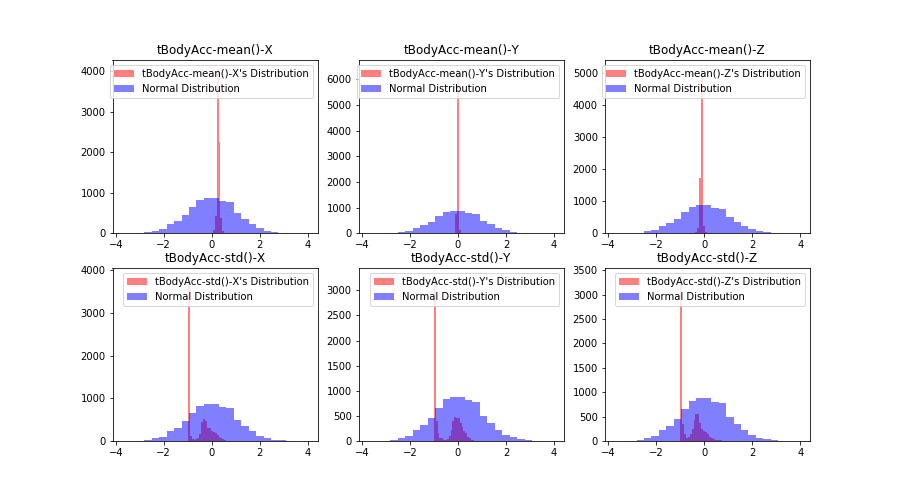 tBodyAcc-mean()-X
tBodyAcc-mean()-X's Distribution
Normal Distribution
4000
3000
2000
1000
0
−4 −2 0 2 4
tBodyAcc-mean()-Y
tBodyAcc-mean()-Y's Distribution
Normal Distribution
6000
5000
4000
3000
2000
1000
0
−4 −2 0 2 4
tBodyAcc-mean()-Z
tBodyAcc-mean()-Z's Distribution
Normal Distribution
5000
4000
3000
2000
1000
0
−4 −2 0 2 4
tBodyAcc-std()-X
tBodyAcc-std()-X's Distribution
Normal Distribution
4000
3000
2000
1000
0
−4 −2 0 2 4
tBodyAcc-std()-Y
tBodyAcc-std()-Y's Distribution
Normal Distribution
3000
2500
2000
1500
1000
500
0
−4 −2 0 2 4
tBodyAcc-std()-Z
tBodyAcc-std()-Z's Distribution
Normal Distribution
3500
3000
2500
2000
1500
1000
500
0
−4 −2 0 2 4